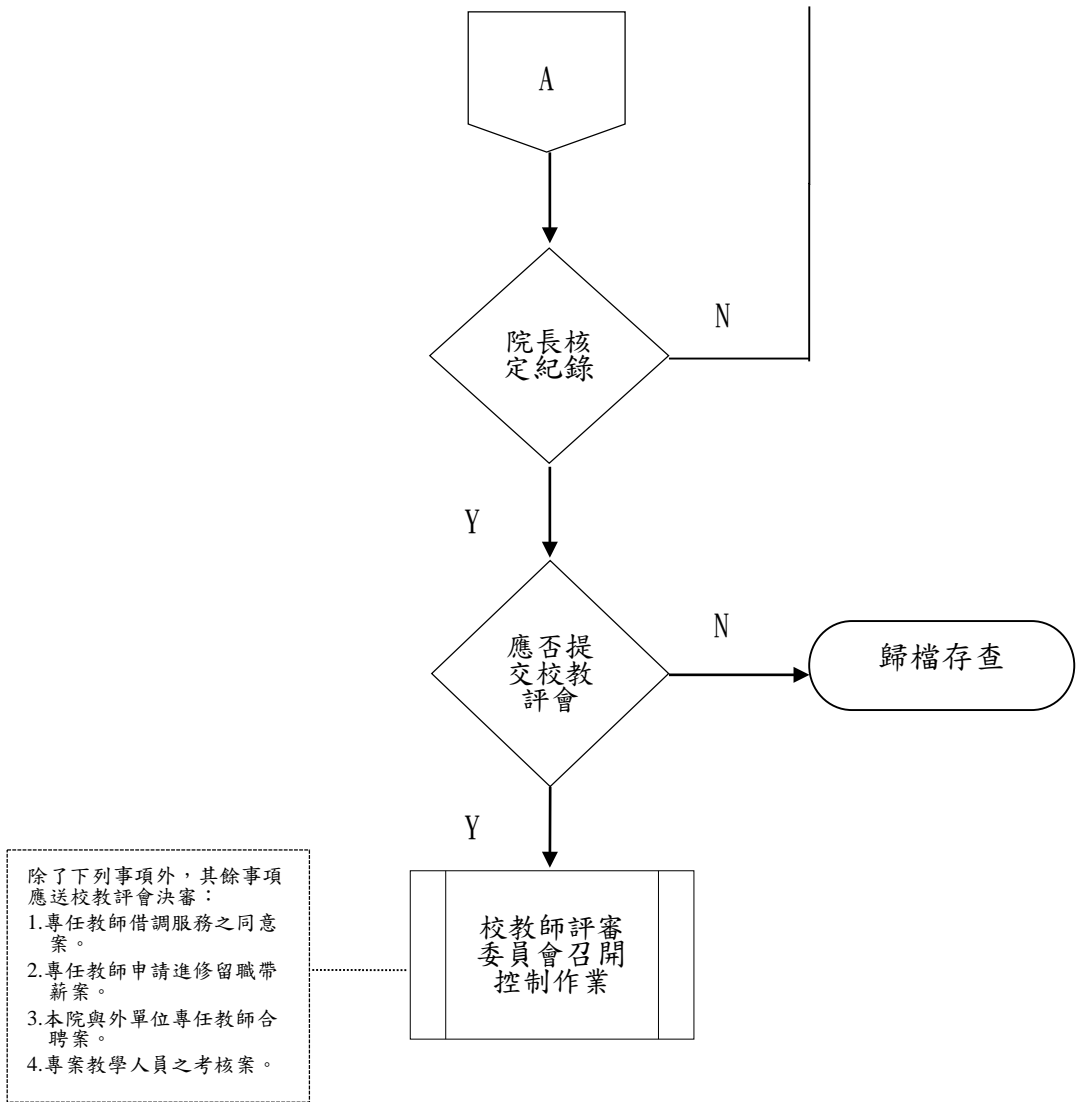 A
院長核
定紀錄
N
Y
應否提
交校教
評會
N
歸檔存查
Y
除了下列事項外，其餘事項
應送校教評會決審：
1.專任教師借調服務之同意
案。
2.專任教師申請進修留職帶
薪案。
3.本院與外單位專任教師合
聘案。
4.專案教學人員之考核案。
校教師評審
委員會召開
控制作業